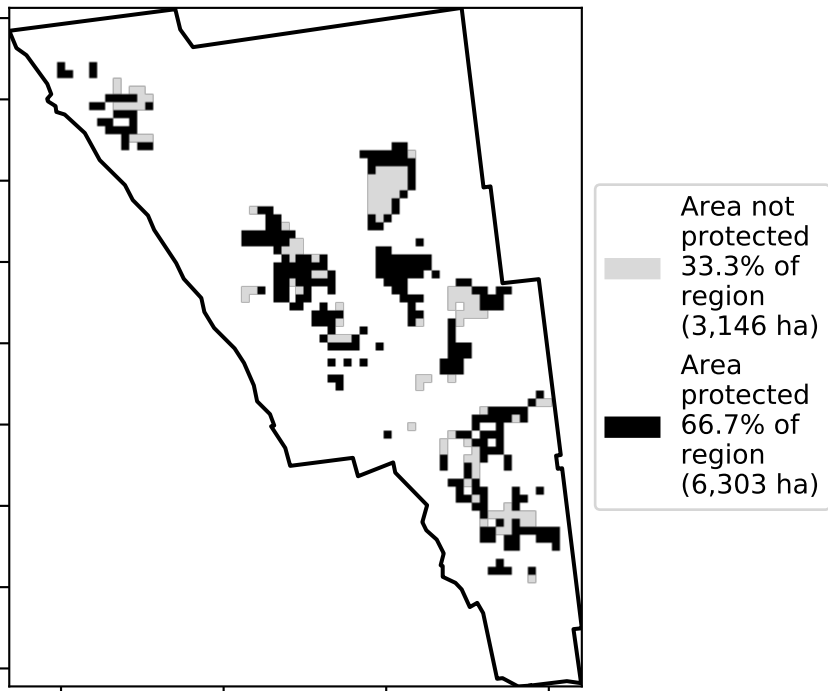 Area not
protected
33.3% of
region
(3,146 ha)
Area
protected
66.7% of
region
(6,303 ha)